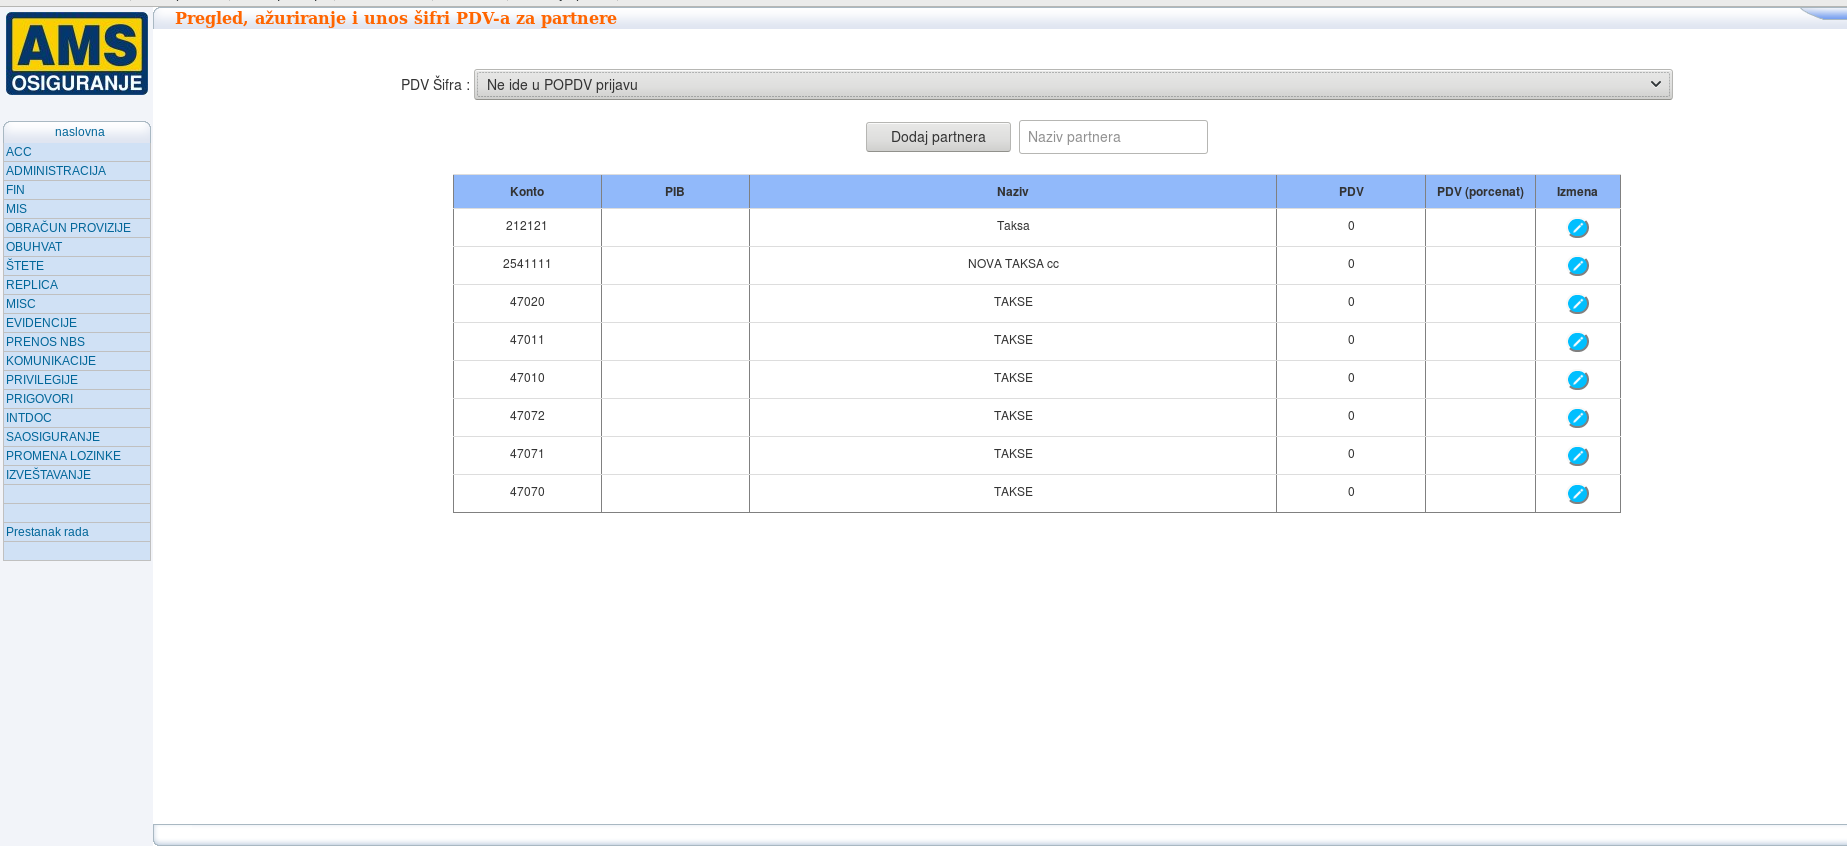 Pregled, ažuriranje i unos šifri PDV-a za partnere
AMS
OSIGURANJE
naslovna
ACC
ADMINISTRACIJA
FIN
MIS
OBRAČUN PROVIZIJE
OBUHVAT
ŠTETE
REPLICA
MISC
EVIDENCIJE
PRENOS NBS
KOMUNIKACIJE
PRIVILEGIJE
PRIGOVORI
INTDOC
SAOSIGURANJE
PROMENA LOZINKE
IZVEŠTAVANJE
Prestanak rada
PDV Šifra : Ne ide u POPDV prijavu
Dodaj partnera Naziv partnera
Konto PIB Naziv PDV PDV (porcenat) Izmena
212121 Taksa 0
2541111 NOVA TAKSA cc 0
47020 TAKSE 0
47011 TAKSE 0
47010 TAKSE 0
47072 TAKSE 0
47071 TAKSE 0
47070 TAKSE 0